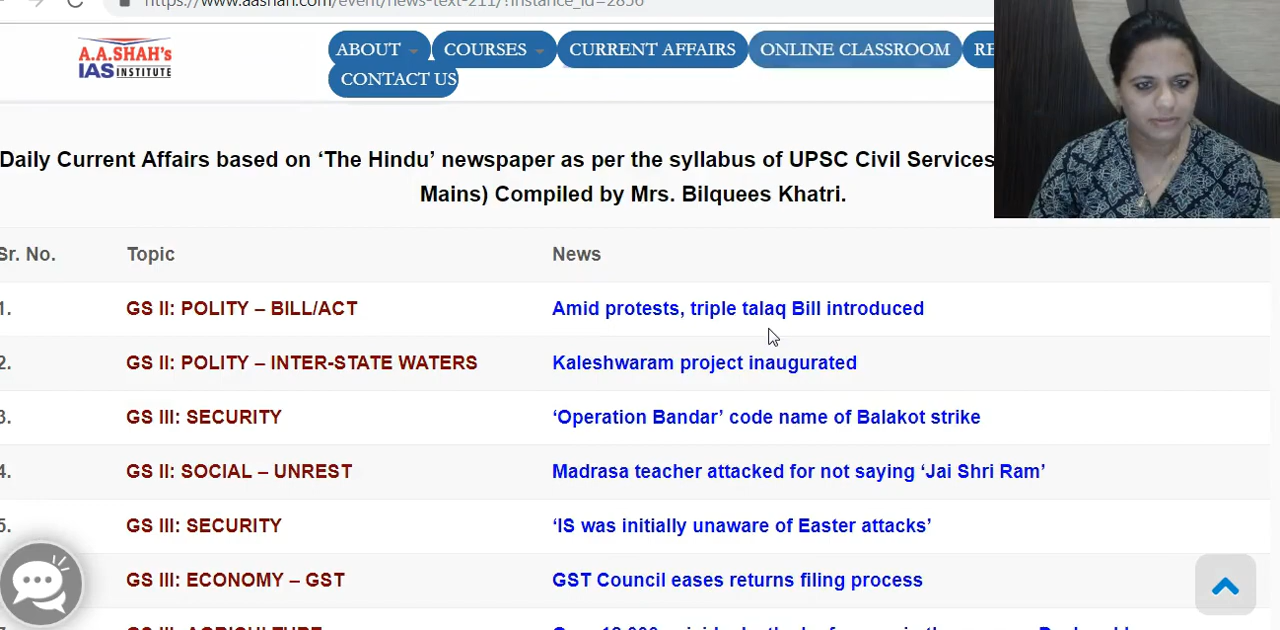 https://www.aashah.com/event/news-text-211/?instance_id=2856
A.A.SHAH's
IAS INSTITUTE
ABOUT
COURSES
CURRENT AFFAIRS
ONLINE CLASSROOM
RE
CONTACT US
Daily Current Affairs based on ‘The Hindu’ newspaper as per the syllabus of UPSC Civil Services
Mains) Compiled by Mrs. Bilquees Khatri.
Sr. No. Topic News
1. GS II: POLITY – BILL/ACT Amid protests, triple talaq Bill introduced
2. GS II: POLITY – INTER-STATE WATERS Kaleshwaram project inaugurated
3. GS III: SECURITY ‘Operation Bandar’ code name of Balakot strike
4. GS II: SOCIAL – UNREST Madrasa teacher attacked for not saying ‘Jai Shri Ram’
5. GS III: SECURITY ‘IS was initially unaware of Easter attacks’
GS III: ECONOMY – GST GST Council eases returns filing process
GS III: AGRICULTURE